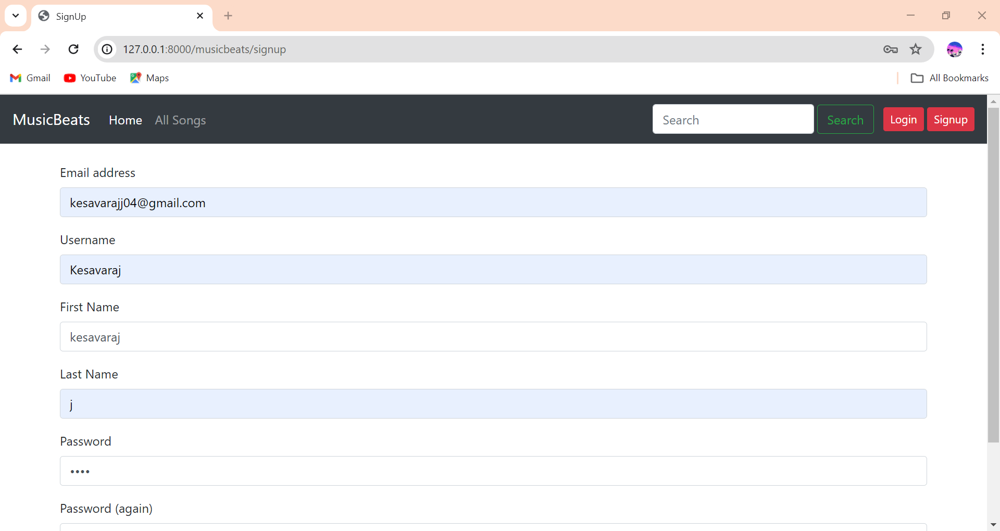 SignUp
127.0.0.1:8000/musicbeats/signup
Gmail YouTube Maps All Bookmarks
MusicBeats Home All Songs Search Search Login Signup
Email address
kesavarajj04@gmail.com
Username
Kesavaraj
First Name
kesavaraj
Last Name
j
Password
••••
Password (again)